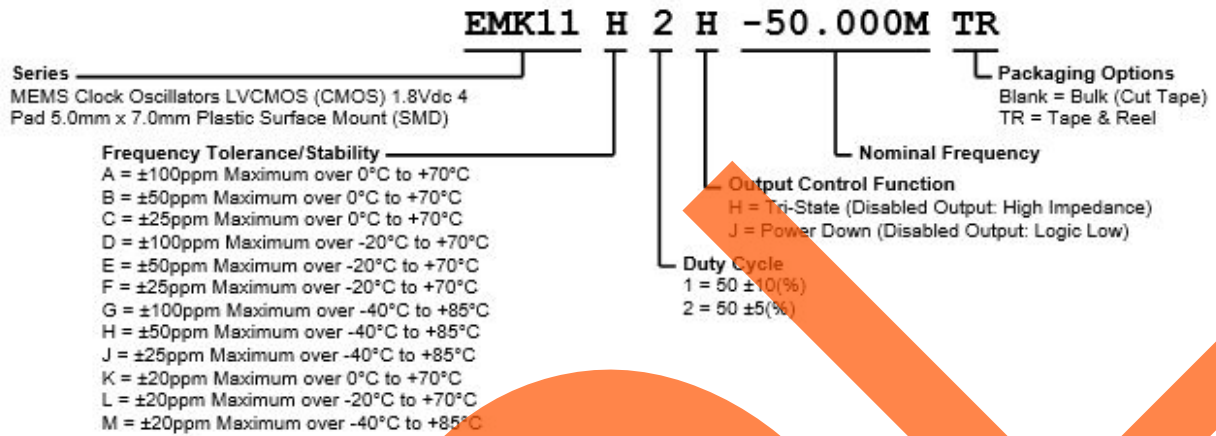 EMK11 H 2 H -50.000M TR
Series
MEMS Clock Oscillators LVCMOS (CMOS) 1.8Vdc 4
Pad 5.0mm x 7.0mm Plastic Surface Mount (SMD)
Packaging Options
Blank = Bulk (Cut Tape)
TR = Tape & Reel
Frequency Tolerance/Stability
A = ±100ppm Maximum over 0°C to +70°C
B = ±50ppm Maximum over 0°C to +70°C
C = ±25ppm Maximum over 0°C to +70°C
D = ±100ppm Maximum over -20°C to +70°C
E = ±50ppm Maximum over -20°C to +70°C
F = ±25ppm Maximum over -20°C to +70°C
G = ±100ppm Maximum over -40°C to +85°C
H = ±50ppm Maximum over -40°C to +85°C
J = ±25ppm Maximum over -40°C to +85°C
K = ±20ppm Maximum over 0°C to +70°C
L = ±20ppm Maximum over -20°C to +70°C
M = ±20ppm Maximum over -40°C to +85°C
Nominal Frequency
Output Control Function
H = Tri-State (Disabled Output: High Impedance)
J = Power Down (Disabled Output: Logic Low)
Duty Cycle
1 = 50 ±10(%)
2 = 50 ±5(%)